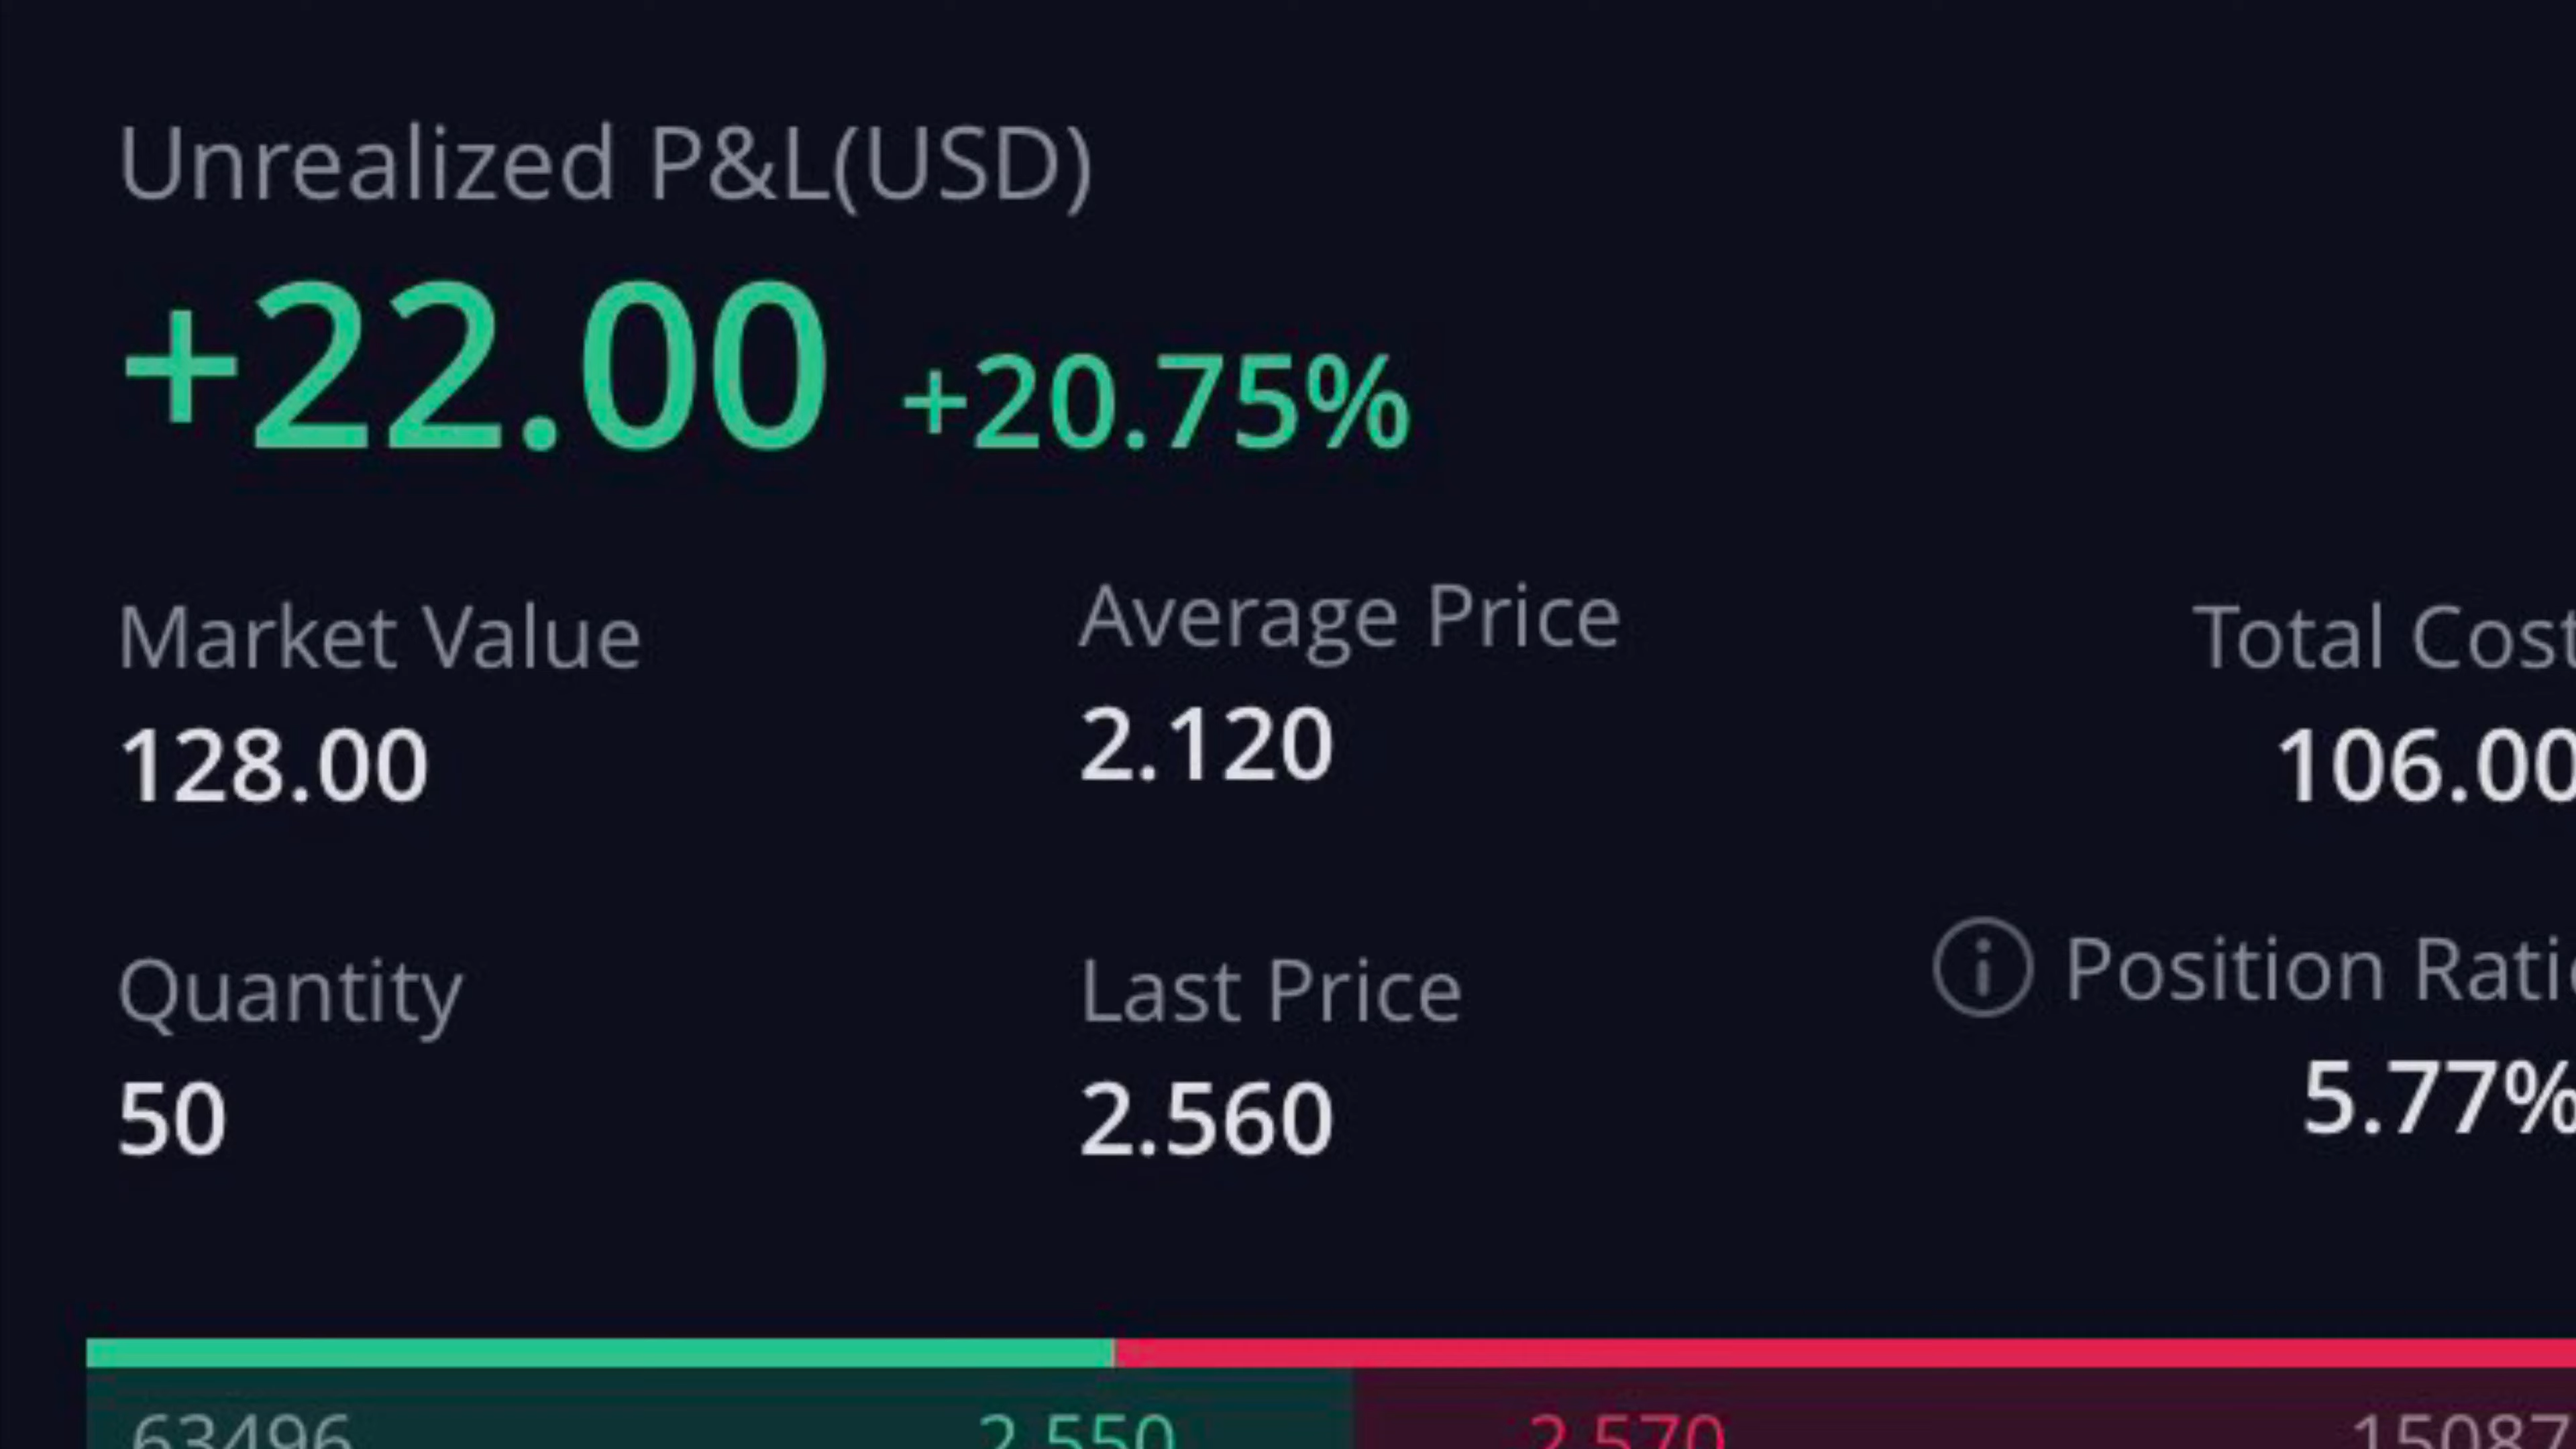 Unrealized P&L(USD)
+22.00 +20.75%
Market Value Average Price Total Cost
128.00 2.120 106.00
Quantity Last Price Position Ratio
50 2.560 5.77%
63496 2.550 2.570 15087